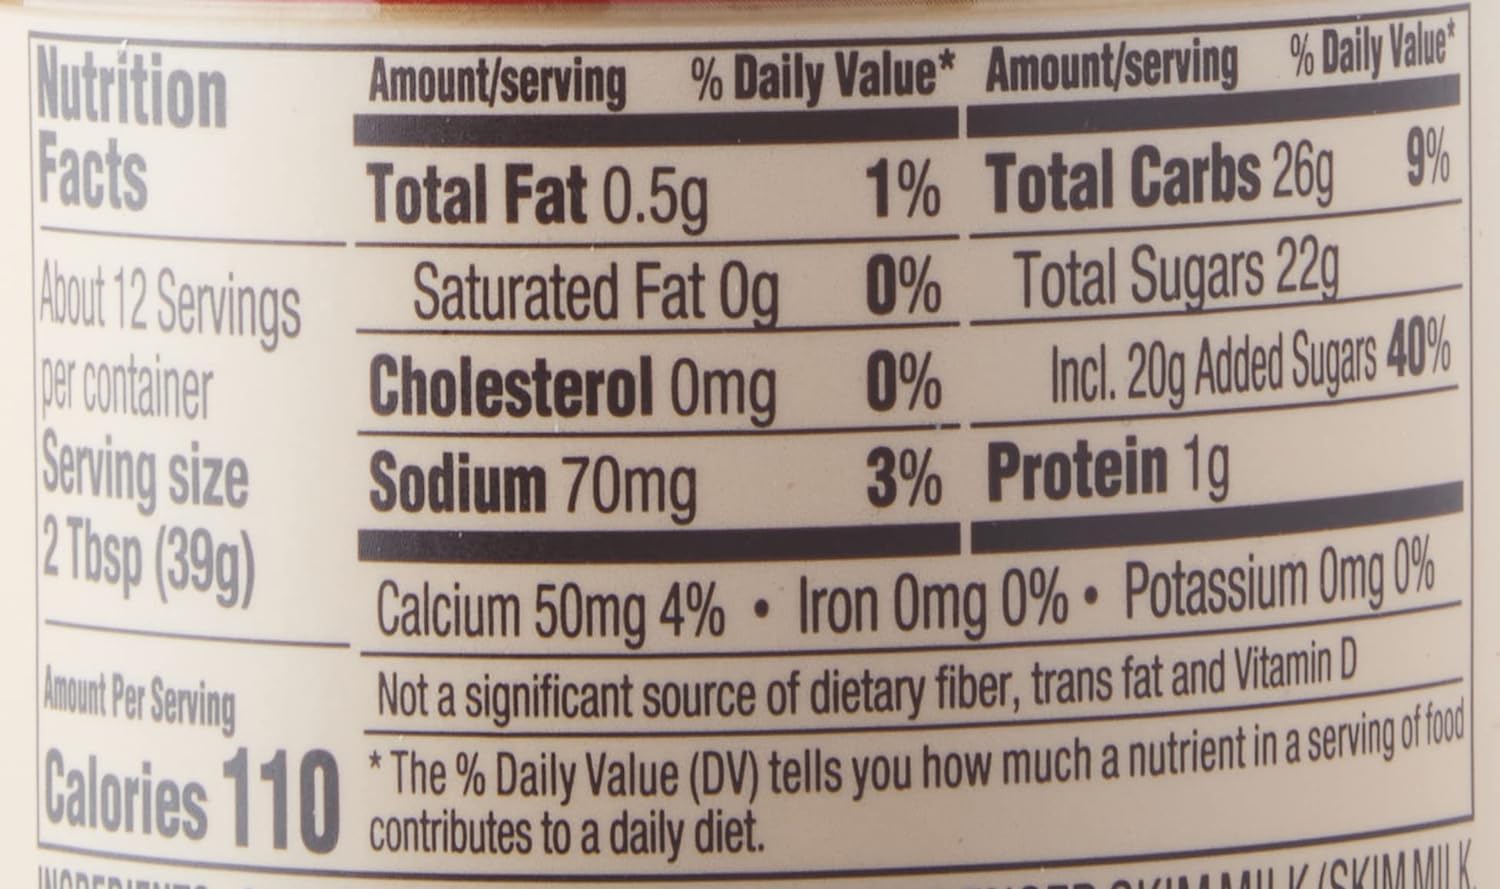 Nutrition
Facts
About 12 Servings
per container
Serving size
2 Tbsp (39g)
Amount Per Serving
Calories 110
Amount/serving % Daily Value*
Total Fat 0.5g 1%
Saturated Fat 0g 0%
Cholesterol 0mg 0%
Sodium 70mg 3%
Amount/serving % Daily Value*
Total Carbs 26g 9%
Total Sugars 22g
Incl. 20g Added Sugars 40%
Protein 1g
Calcium 50mg 4% • Iron 0mg 0% • Potassium 0mg 0%
Not a significant source of dietary fiber, trans fat and Vitamin D
* The % Daily Value (DV) tells you how much a nutrient in a serving of food
contributes to a daily diet.
SKIM MILK (SKIM MILK